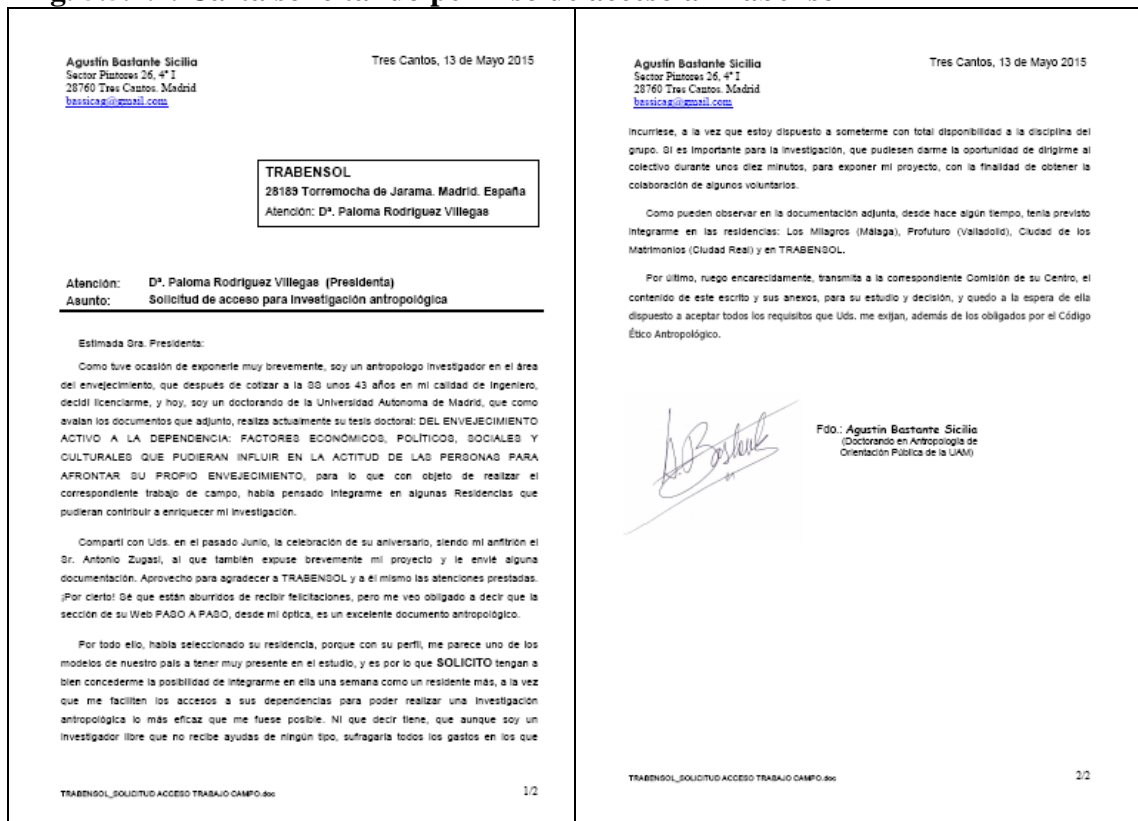 Carta solicitando permiso de acceso a Trabensol
Agustín Bastante Sicilia
Tres Cantos, 13 de Mayo 2015
Sector Pintores 26, 4º I
28760 Tres Cantos. Madrid
bassicag@gmail.com
TRABENSOL
28189 Torremocha de Jarama. Madrid. España
Atención: Dª. Paloma Rodriguez Villegas
Atención: Dª. Paloma Rodriguez Villegas (Presidenta)
Asunto: Solicitud de acceso para investigación antropológica
Estimada Sra. Presidenta:
Como tuve ocasión de exponerle muy brevemente, soy un antropologo investigador en el área
del envejecimiento, que después de cotizar a la SS unos 43 años en mi calidad de Ingeniero,
decidí licenciarme, y hoy, soy un doctorando de la Universidad Autonoma de Madrid, que como
avalan los documentos que adjunto, realiza actualmente su tesis doctoral: DEL ENVEJECIMIENTO
ACTIVO A LA DEPENDENCIA: FACTORES ECONÓMICOS, POLÍTICOS, SOCIALES Y
CULTURALES QUE PUDIERAN INFLUIR EN LA ACTITUD DE LAS PERSONAS PARA
AFRONTAR SU PROPIO ENVEJECIMIENTO, para lo que con objeto de realizar el
correspondiente trabajo de campo, había pensado integrarme en algunas Residencias que
pudieran contribuir a enriquecer mi investigación.
Compartí con Uds. en el pasado Junio, la celebración de su aniversario, siendo mi anfitrión el
Sr. Antonio Zugasi, al que también expuse brevemente mi proyecto y le envié alguna
documentación. Aprovecho para agradecer a TRABENSOL y a él mismo las atenciones prestadas.
¡Por cierto! Sé que están aburridos de recibir felicitaciones, pero me veo obligado a decir que la
sección de su Web PASO A PASO, desde mi óptica, es un excelente documento antropológico.
Por todo ello, había seleccionado su residencia, porque con su perfil, me parece uno de los
modelos de nuestro país a tener muy presente en el estudio, y es por lo que SOLICITO tengan a
bien concederme la posibilidad de integrarme en ella una semana como un residente más, a la vez
que me faciliten los accesos a sus dependencias para poder realizar una investigación
antropológica lo más eficaz que me fuese posible. Ni que decir tiene, que aunque soy un
investigador libre que no recibe ayudas de ningún tipo, sufragaría todos los gastos en los que
TRABENSOL_SOLICITUD ACCESO TRABAJO CAMPO.doc 1/2
Agustín Bastante Sicilia
Tres Cantos, 13 de Mayo 2015
Sector Pintores 26, 4º I
28760 Tres Cantos. Madrid
bassicag@gmail.com
incurriese, a la vez que estoy dispuesto a someterme con total disponibilidad a la disciplina del
grupo. Si es importante para la investigación, que pudiesen darme la oportunidad de dirigirme al
colectivo durante unos diez minutos, para exponer mi proyecto, con la finalidad de obtener la
colaboración de algunos voluntarios.
Como pueden observar en la documentación adjunta, desde hace algún tiempo, tenía previsto
integrarme en las residencias: Los Milagros (Málaga), Profuturo (Valladolid), Ciudad de los
Matrimonios (Ciudad Real) y en TRABENSOL.
Por último, ruego encarecidamente, transmita a la correspondiente Comisión de su Centro, el
contenido de este escrito y sus anexos, para su estudio y decisión, y quedo a la espera de ella
dispuesto a aceptar todos los requisitos que Uds. me exijan, además de los obligados por el Código
Ético Antropológico.
A. Bastante
Fdo.: Agustín Bastante Sicilia
(Doctorando en Antropología de
Orientación Pública de la UAM)
TRABENSOL_SOLICITUD ACCESO TRABAJO CAMPO.doc 2/2